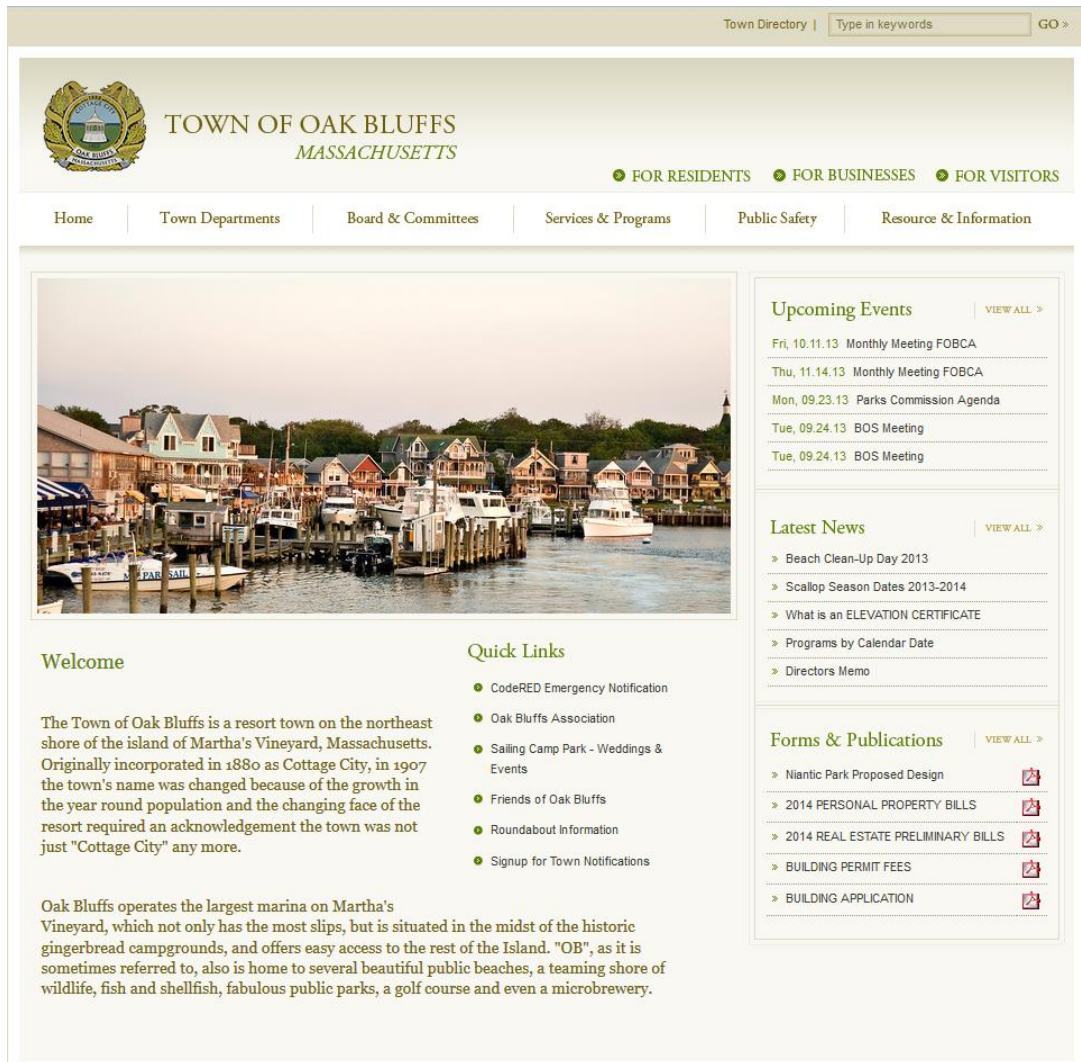 Town Directory |
Type in keywords
GO »
COTTAGE CITY
OAK BLUFFS
MASSACHUSETTS
TOWN OF OAK BLUFFS
MASSACHUSETTS
FOR RESIDENTS
FOR BUSINESSES
FOR VISITORS
Home
Town Departments
Board & Committees
Services & Programs
Public Safety
Resource & Information
PARASAIL
Welcome
The Town of Oak Bluffs is a resort town on the northeast
shore of the island of Martha's Vineyard, Massachusetts.
Originally incorporated in 1880 as Cottage City, in 1907
the town's name was changed because of the growth in
the year round population and the changing face of the
resort required an acknowledgement the town was not
just "Cottage City" any more.
Oak Bluffs operates the largest marina on Martha's
Vineyard, which not only has the most slips, but is situated in the midst of the historic
gingerbread campgrounds, and offers easy access to the rest of the Island. "OB", as it is
sometimes referred to, also is home to several beautiful public beaches, a teaming shore of
wildlife, fish and shellfish, fabulous public parks, a golf course and even a microbrewery.
Quick Links
CodeRED Emergency Notification
Oak Bluffs Association
Sailing Camp Park - Weddings &
Events
Friends of Oak Bluffs
Roundabout Information
Signup for Town Notifications
Upcoming Events
VIEW ALL »
Fri, 10.11.13 Monthly Meeting FOBCA
Thu, 11.14.13 Monthly Meeting FOBCA
Mon, 09.23.13 Parks Commission Agenda
Tue, 09.24.13 BOS Meeting
Tue, 09.24.13 BOS Meeting
Latest News
VIEW ALL »
» Beach Clean-Up Day 2013
» Scallop Season Dates 2013-2014
» What is an ELEVATION CERTIFICATE
» Programs by Calendar Date
» Directors Memo
Forms & Publications
VIEW ALL »
» Niantic Park Proposed Design
» 2014 PERSONAL PROPERTY BILLS
» 2014 REAL ESTATE PRELIMINARY BILLS
» BUILDING PERMIT FEES
» BUILDING APPLICATION